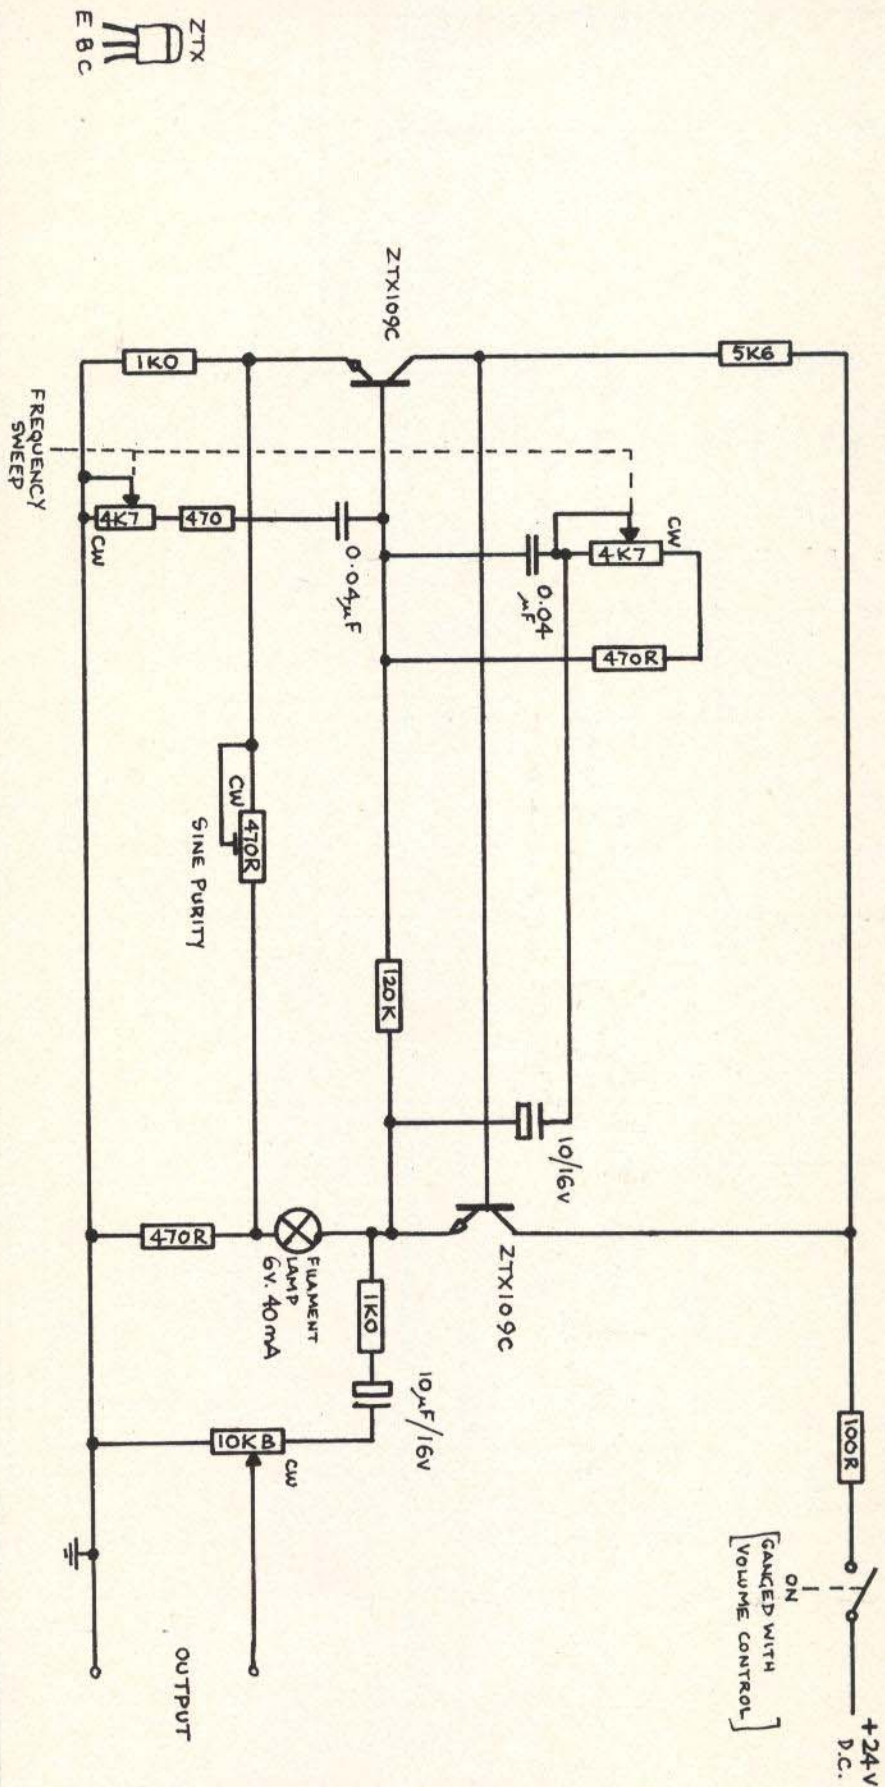 +24V
D.C.
100R
ON
[GANGED WITH
VOLUME CONTROL]
5K6
CW
4K7
470R
0.04
µF
10/16V
ZTX109C
ZTX109C
0.04µF
120K
1K0
10µF/16V
FILAMENT
LAMP
6V. 40mA
CW
470R
SINE PURITY
1K0
470
4K7
CW
470R
10KB
CW
OUTPUT
FREQUENCY
SWEEP
ZTX
E B C